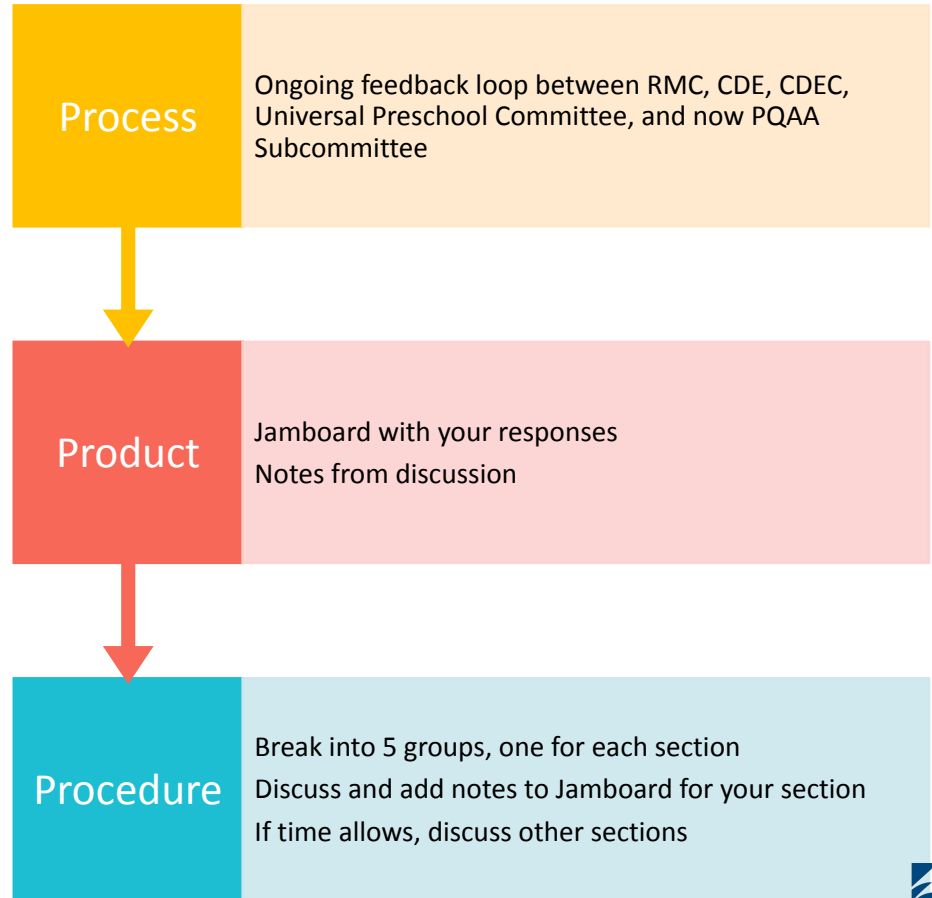 Process
Ongoing feedback loop between RMC, CDE, CDEC,
Universal Preschool Committee, and now PQAA
Subcommittee
Product
Jamboard with your responses
Notes from discussion
Procedure
Break into 5 groups, one for each section
Discuss and add notes to Jamboard for your section
If time allows, discuss other sections